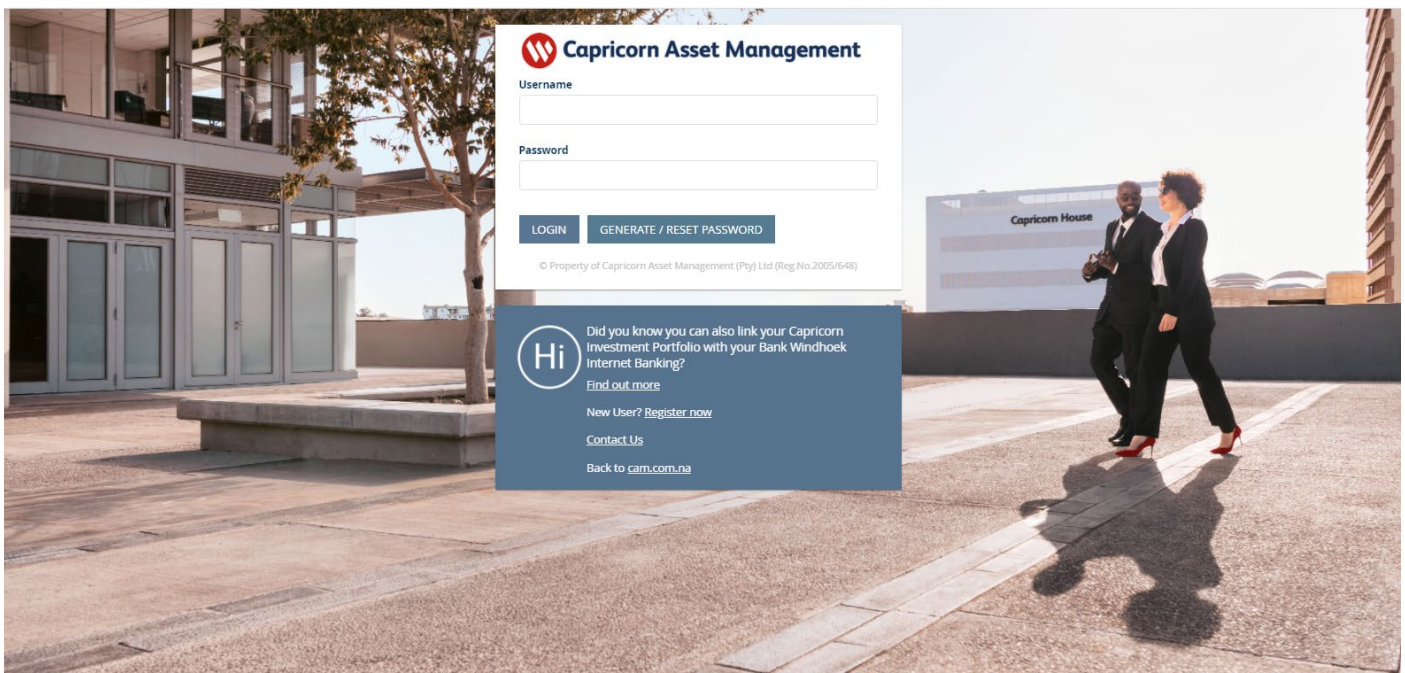 Capricorn Asset Management
Username
Password
LOGIN GENERATE / RESET PASSWORD
© Property of Capricorn Asset Management (Pty) Ltd (Reg.No.2005/648)
Capricorn House
Hi
Did you know you can also link your Capricorn
Investment Portfolio with your Bank Windhoek
Internet Banking?
Find out more
New User? Register now
Contact Us
Back to cam.com.na